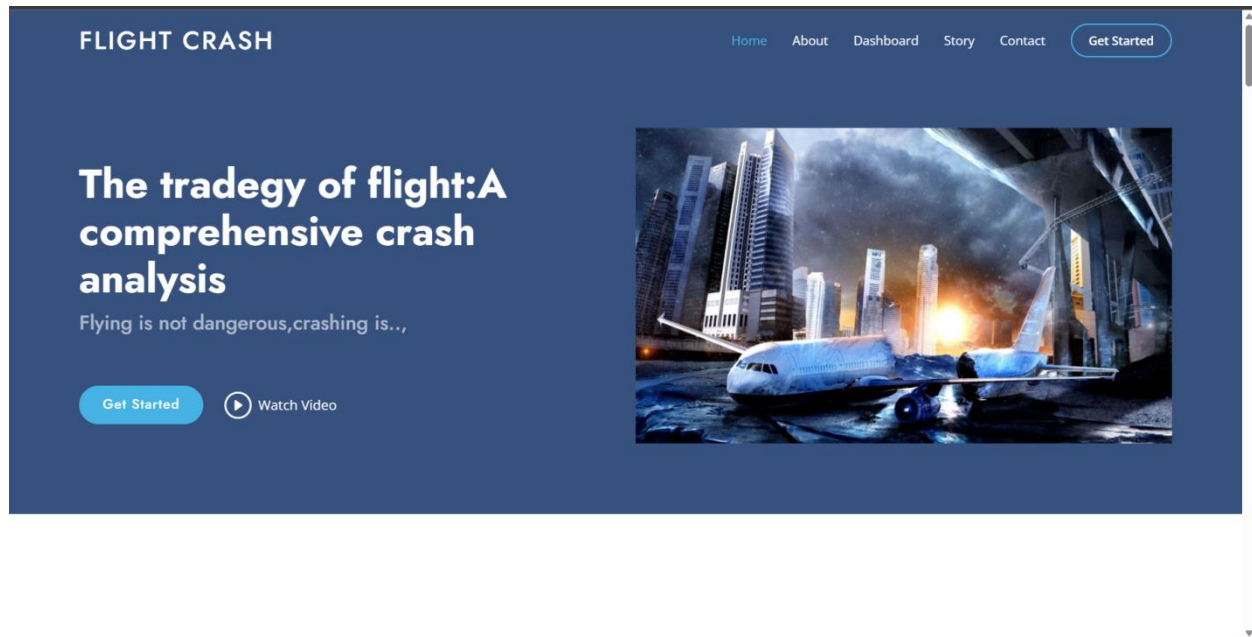 FLIGHT CRASH
Home About Dashboard Story Contact Get Started
The tradegy of flight:A
comprehensive crash
analysis
Flying is not dangerous,crashing is..,
Get Started Watch Video